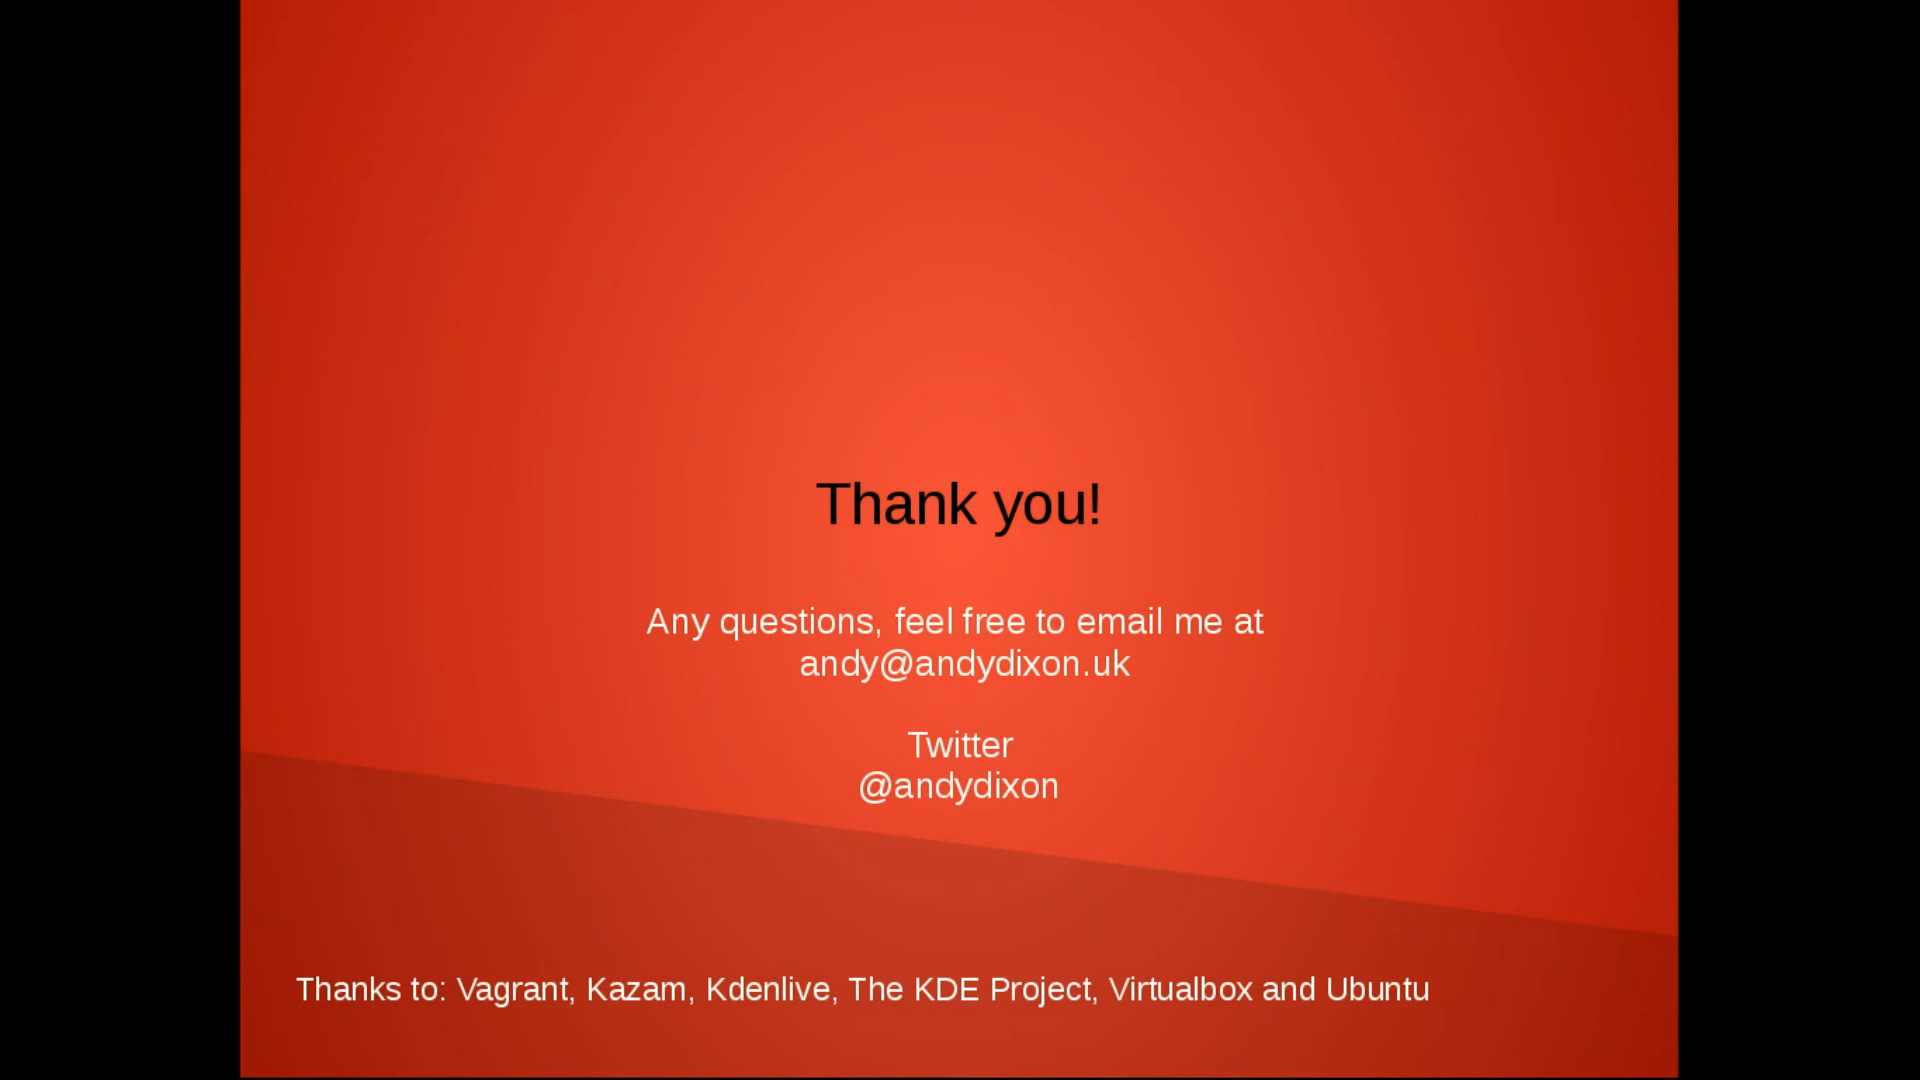 Thank you!
Any questions, feel free to email me at
andy@andydixon.uk
Twitter
@andydixon
Thanks to: Vagrant, Kazam, Kdenlive, The KDE Project, Virtualbox and Ubuntu